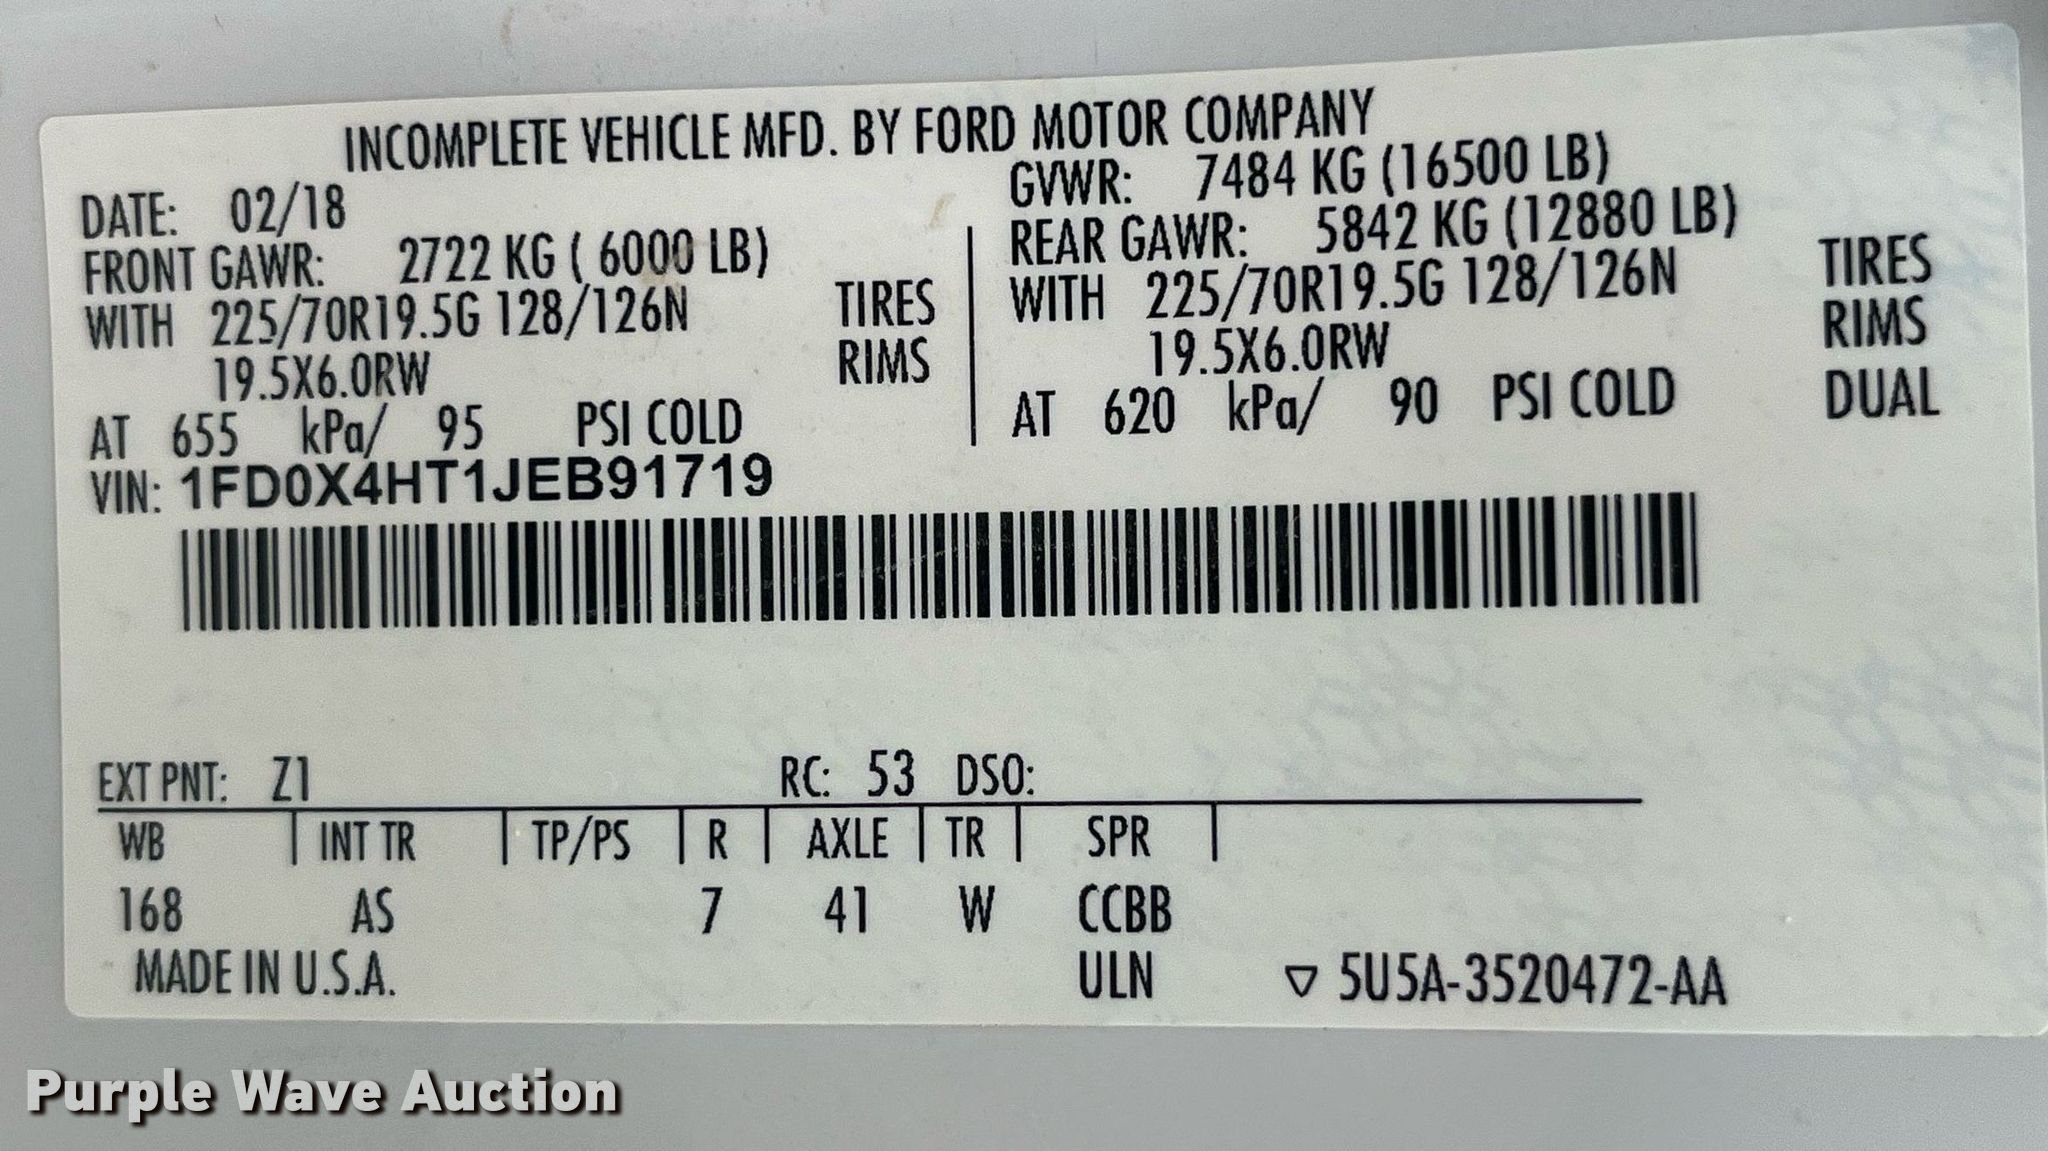 INCOMPLETE VEHICLE MFD. BY FORD MOTOR COMPANY
DATE: 02/18
GVWR: 7484 KG (16500 LB)
FRONT GAWR: 2722 KG ( 6000 LB)
WITH 225/70R19.5G 128/126N TIRES
19.5X6.0RW RIMS
AT 655 kPa/ 95 PSI COLD
REAR GAWR: 5842 KG (12880 LB)
WITH 225/70R19.5G 128/126N TIRES
19.5X6.0RW RIMS
AT 620 kPa/ 90 PSI COLD DUAL
VIN: 1FD0X4HT1JEB91719
EXT PNT: Z1 RC: 53 DSO:
WB | INT TR | TP/PS | R | AXLE | TR | SPR |
168 AS 7 41 W CCBB
MADE IN U.S.A. ULN ▽ 5U5A-3520472-AA
Purple Wave Auction